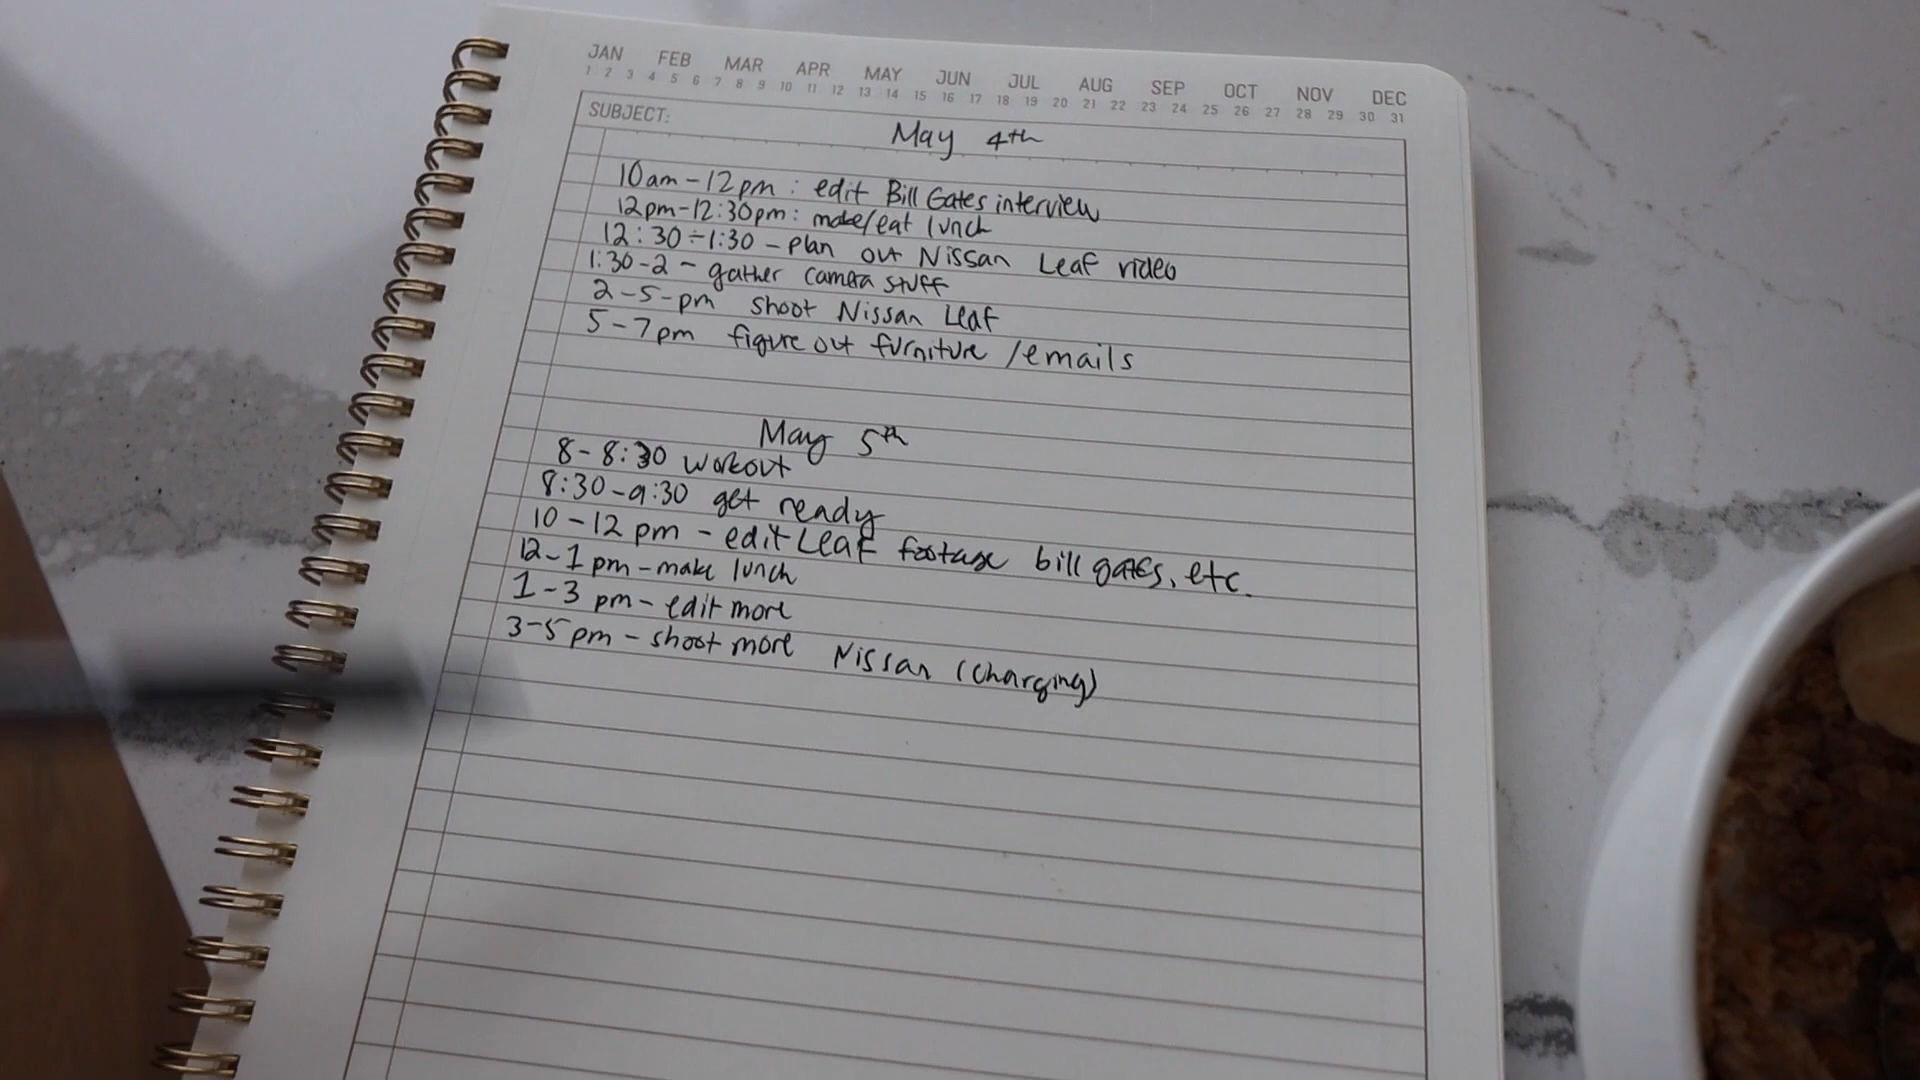 JAN FEB MAR APR MAY JUN JUL AUG SEP OCT NOV DEC
1 2 3 4 5 6 7 8 9 10 11 12 13 14 15 16 17 18 19 20 21 22 23 24 25 26 27 28 29 30 31
SUBJECT:
May 4th
10am-12pm: edit Bill Gates interview
12pm-12:30pm: make/eat lunch
12:30-1:30 - plan out Nissan Leaf video
1:30-2 - gather camera stuff
2-5-pm shoot Nissan Leaf
5-7pm figure out furniture /emails
May 5th
8-8:30 workout
8:30-9:30 get ready
10-12 pm - edit Leaf footage bill gates, etc.
12-1 pm - make lunch
1-3 pm - edit more
3-5pm - shoot more Nissan (charging)